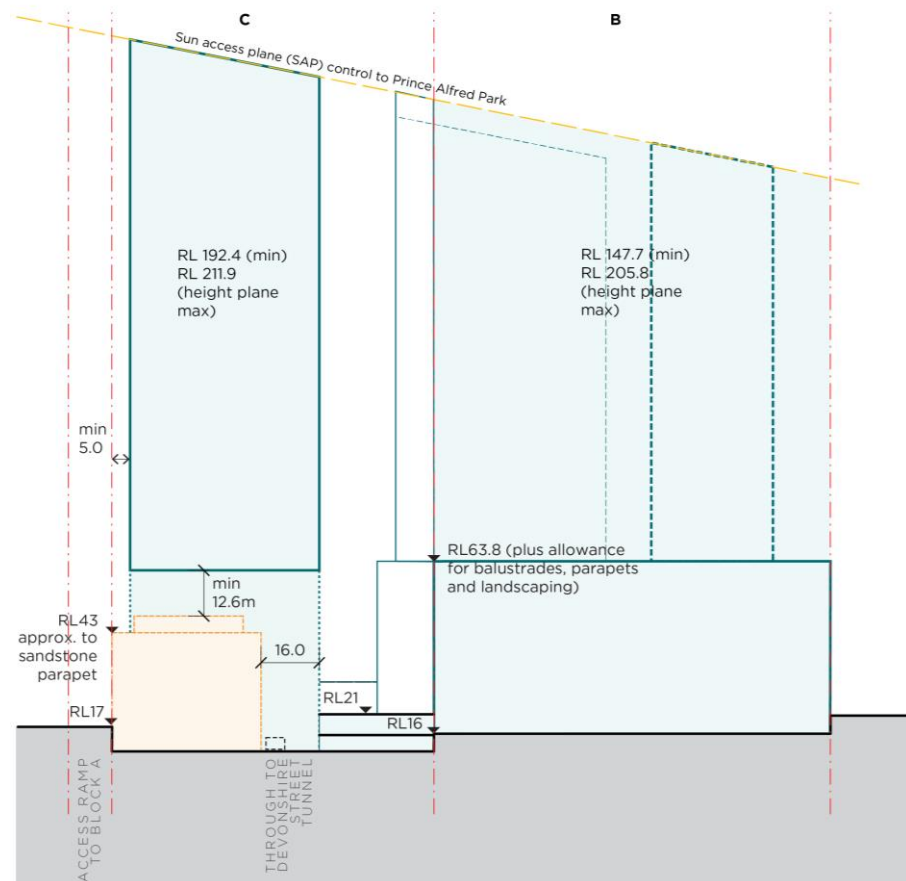 C
B
Sun access plane (SAP) control to Prince Alfred Park
RL 192.4 (min)
RL 211.9
(height plane
max)
RL 147.7 (min)
RL 205.8
(height plane
max)
min
5.0
RL63.8 (plus allowance
for balustrades, parapets
and landscaping)
min
12.6m
RL43
approx. to
sandstone
parapet
16.0
RL21
RL17
RL16
ACCESS RAMP
TO BLOCK A
THROUGH TO
DEVONSHIRE
STREET
TUNNEL